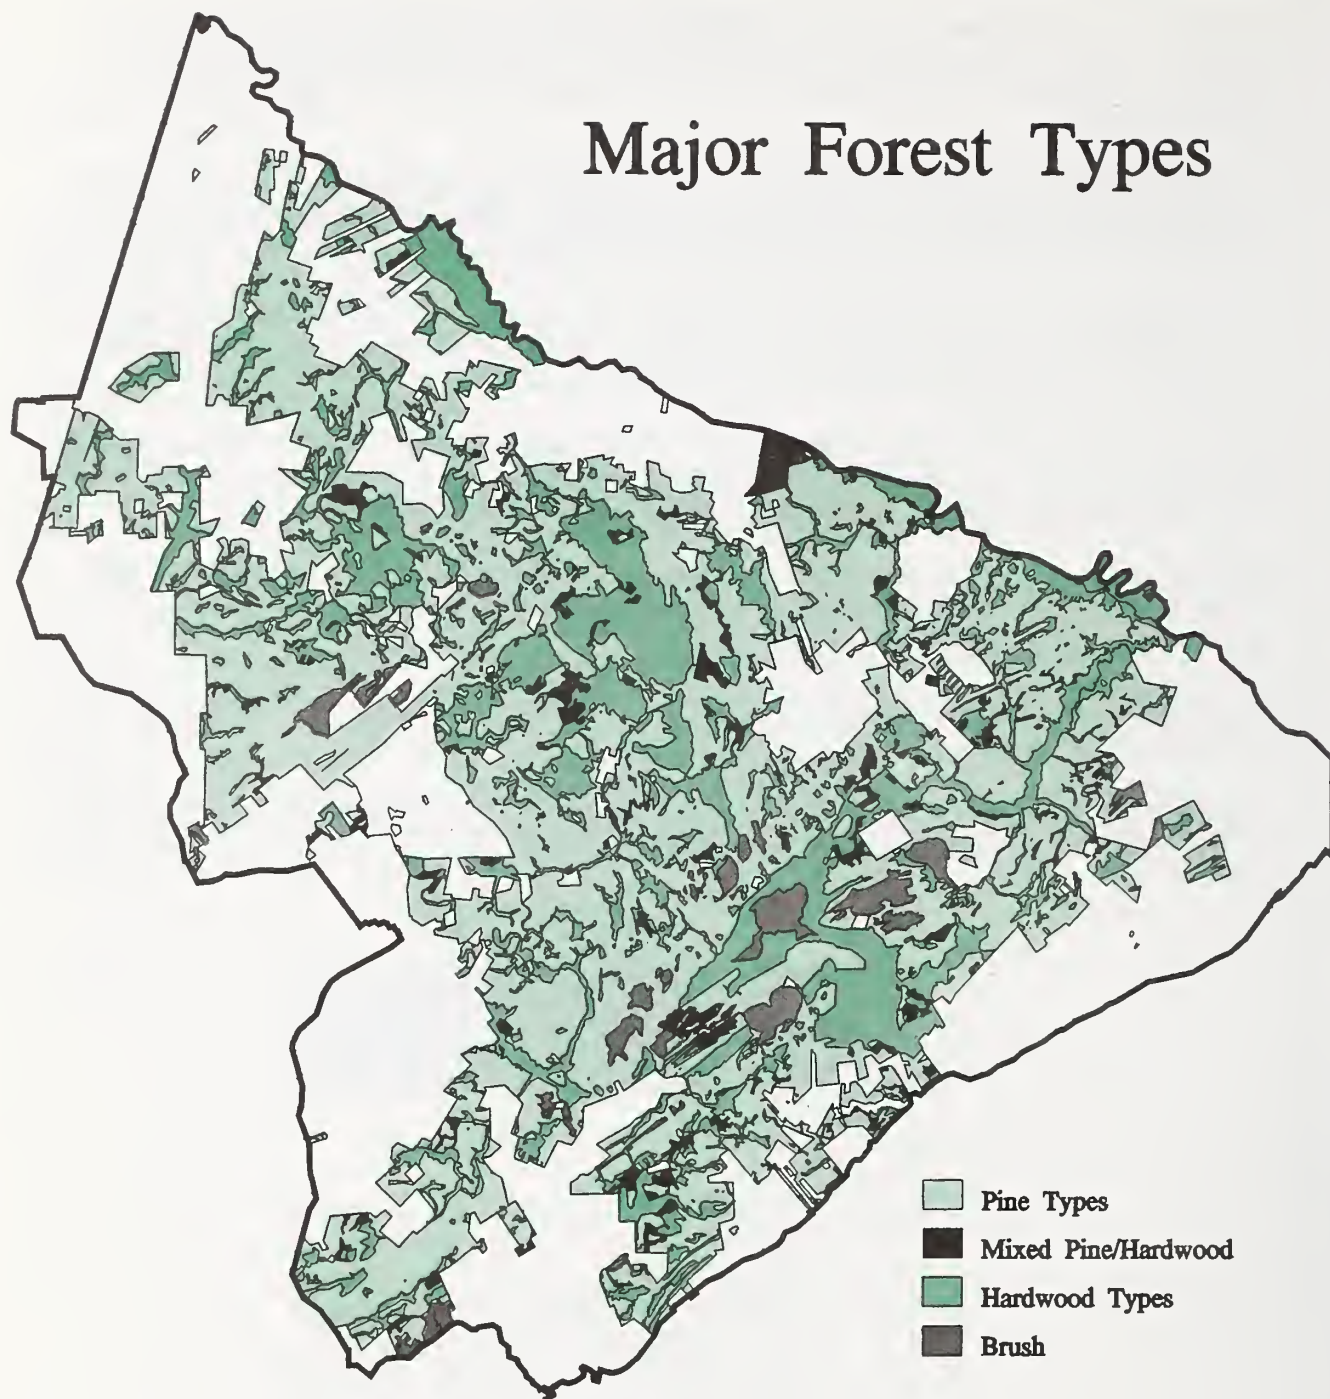 Major Forest Types
Pine Types
Mixed Pine/Hardwood
Hardwood Types
Brush